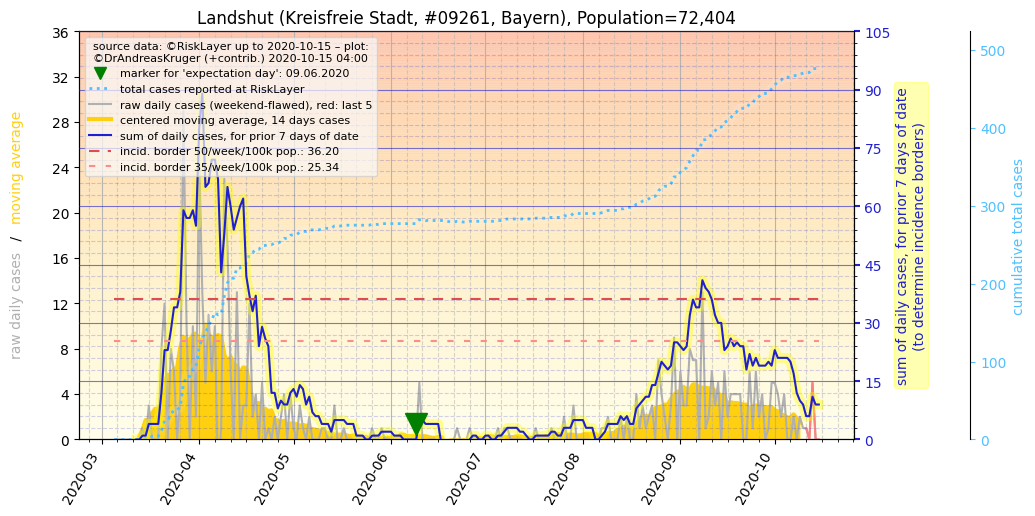 Landshut (Kreisfreie Stadt, #09261, Bayern), Population=72,404
source data: ©RiskLayer up to 2020-10-15 – plot:
©DrAndreasKruger (+contrib.) 2020-10-15 04:00
marker for 'expectation day': 09.06.2020
total cases reported at RiskLayer
raw daily cases (weekend-flawed), red: last 5
centered moving average, 14 days cases
sum of daily cases, for prior 7 days of date
incid. border 50/week/100k pop.: 36.20
incid. border 35/week/100k pop.: 25.34
raw daily cases / moving average
36
32
28
24
20
16
12
8
4
0
2020-03
2020-04
2020-05
2020-06
2020-07
2020-08
2020-09
2020-10
105
90
75
60
45
30
15
0
sum of daily cases, for prior 7 days of date
(to determine incidence borders)
500
400
300
200
100
0
cumulative total cases